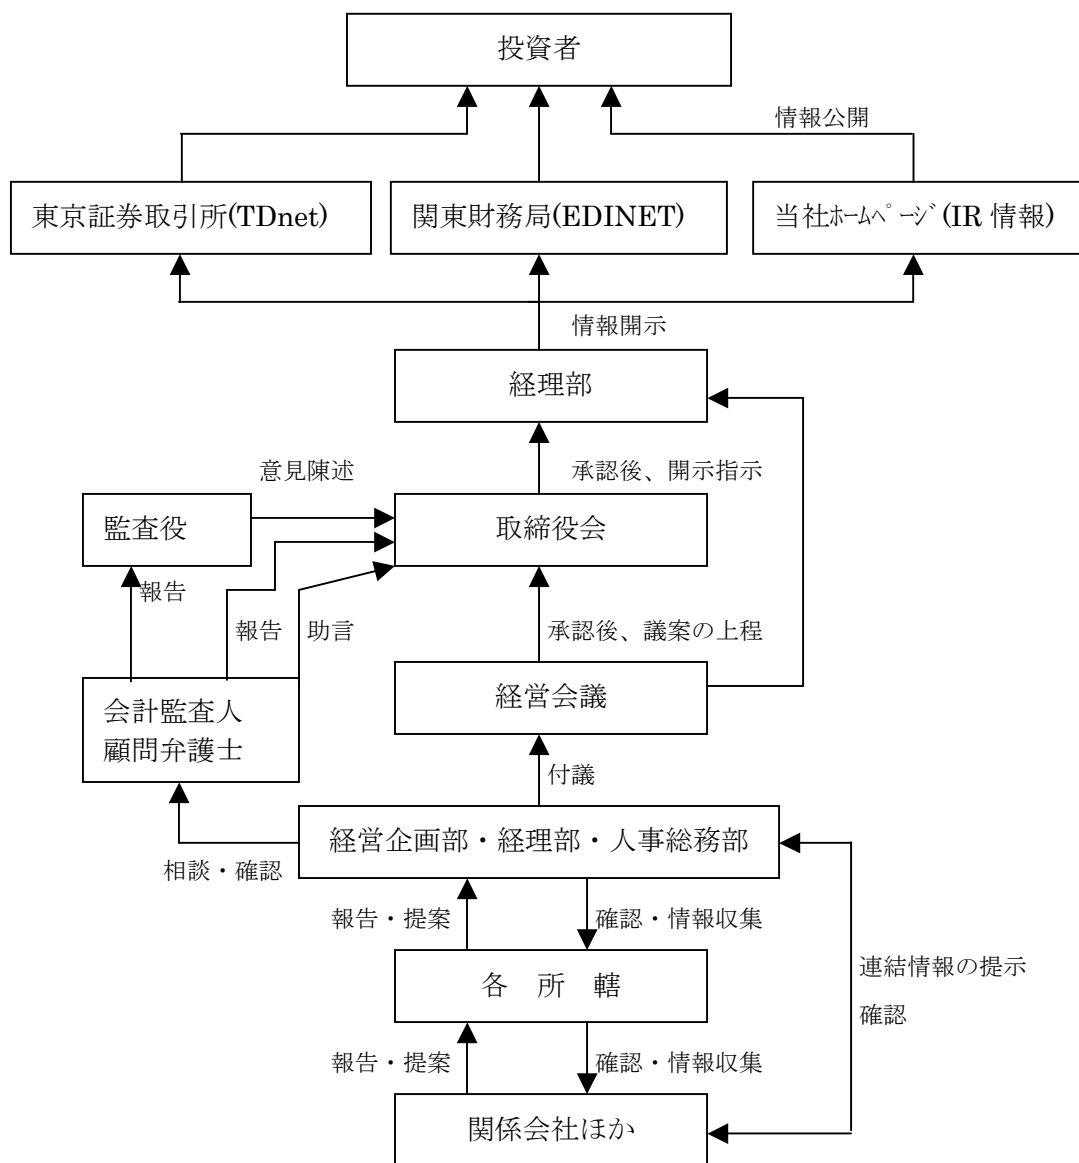 投資者
情報公開
東京証券取引所(TDnet)
関東財務局(EDINET)
当社ﾎｰﾑﾍﾟｰｼﾞ(IR 情報)
情報開示
経理部
意見陳述
承認後、開示指示
監査役
取締役会
報告
報告
助言
承認後、議案の上程
会計監査人
顧問弁護士
経営会議
付議
経営企画部・経理部・人事総務部
相談・確認
報告・提案
確認・情報収集
各　所　轄
連結情報の提示
確認
報告・提案
確認・情報収集
関係会社ほか